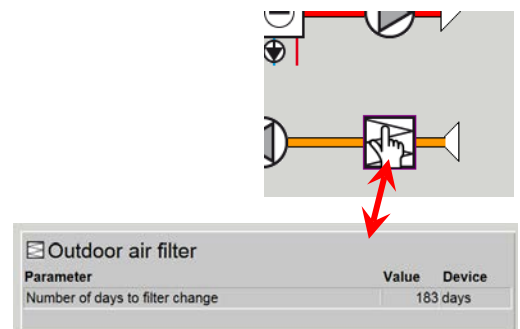 Outdoor air filter
Parameter Value Device
Number of days to filter change 183 days